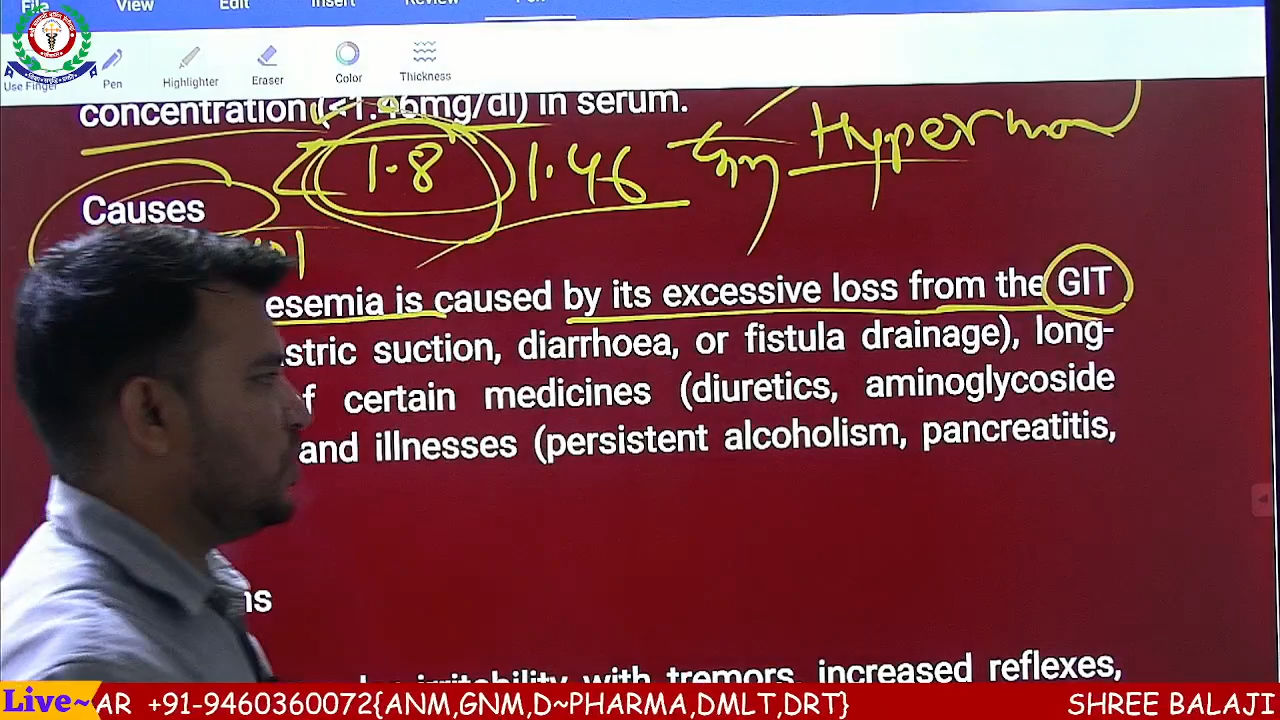 File View Edit Insert Review Pen
Use Finger Pen Highlighter Eraser Color Thickness
concentration (<1.46mg/dl) in serum.
1.8 1.46
Causes
esemia is caused by its excessive loss from the GIT
stric suction, diarrhoea, or fistula drainage), long-
f certain medicines (diuretics, aminoglycoside
and illnesses (persistent alcoholism, pancreatitis,
ns
irritability with tremors, increased reflexes,
Live~ AR +91-9460360072{ANM,GNM,D~PHARMA,DMLT,DRT} SHREE BALAJI